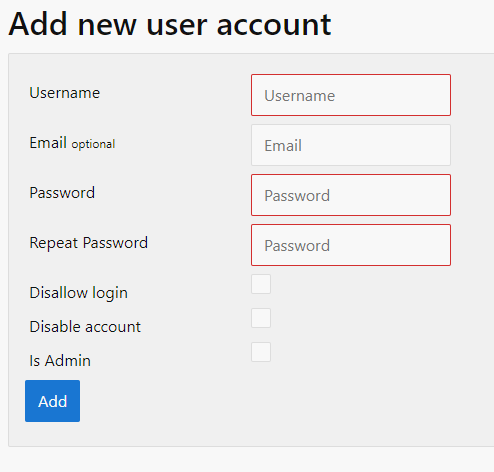 Add new user account
Username Username
Email optional Email
Password Password
Repeat Password Password
Disallow login
Disable account
Is Admin
Add